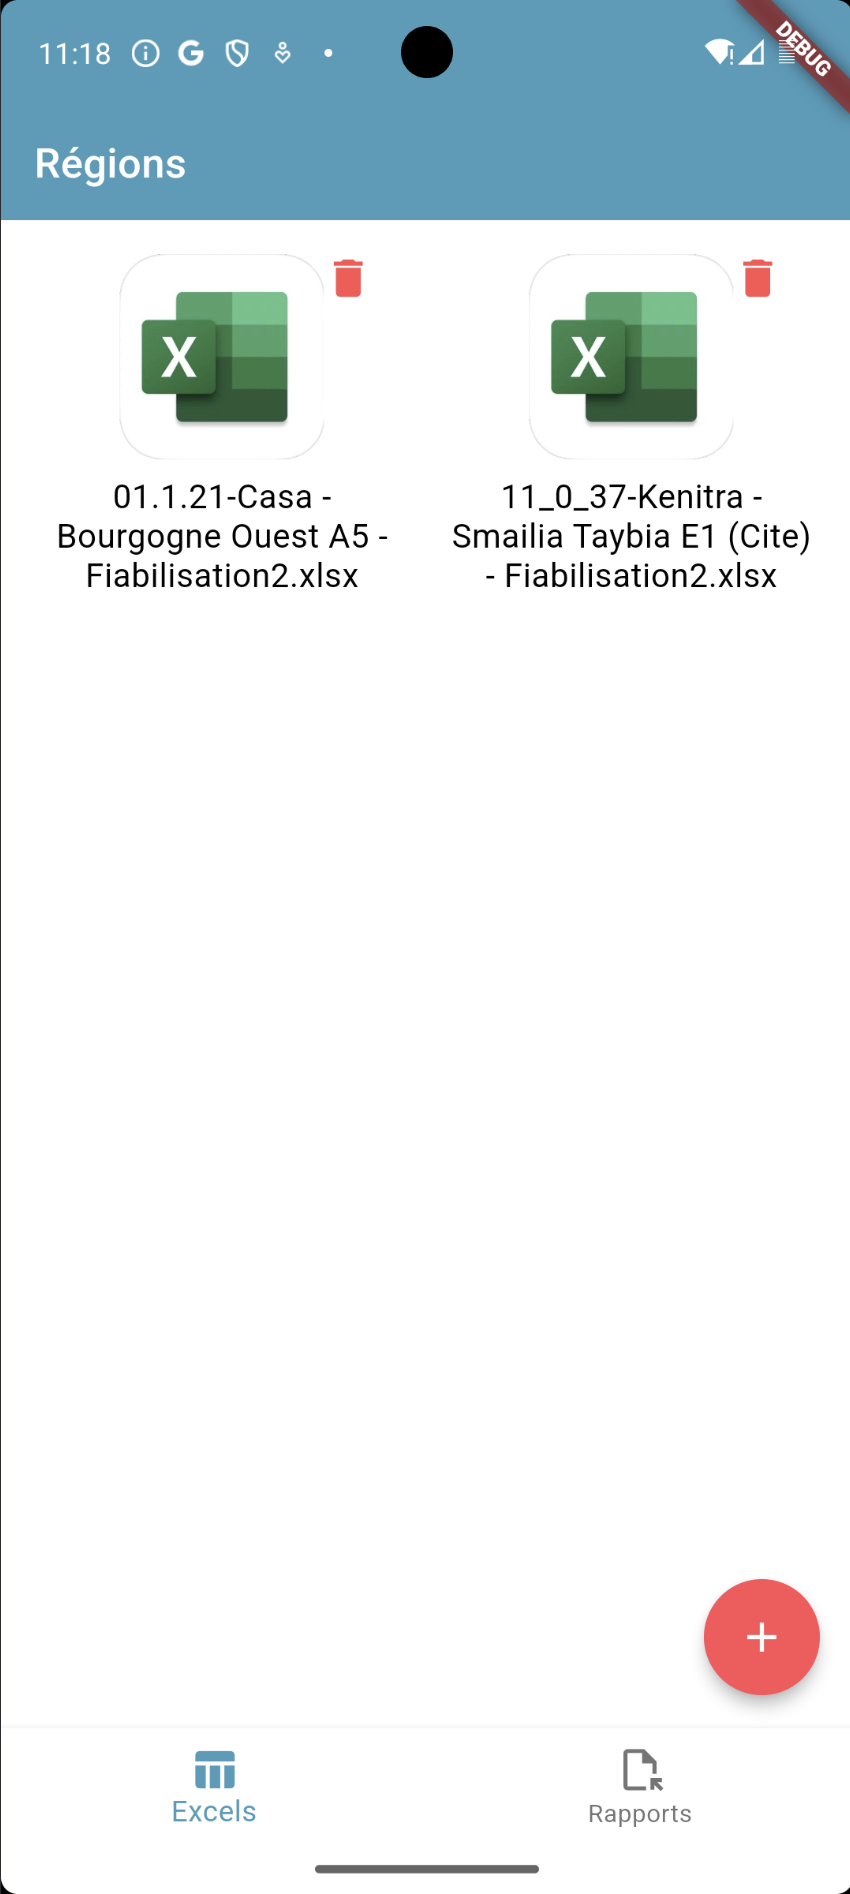 11:18
DEBUG
Régions
X
X
01.1.21-Casa -
Bourgogne Ouest A5 -
Fiabilisation2.xlsx
11_0_37-Kenitra -
Smailia Taybia E1 (Cite)
- Fiabilisation2.xlsx
Excels
Rapports